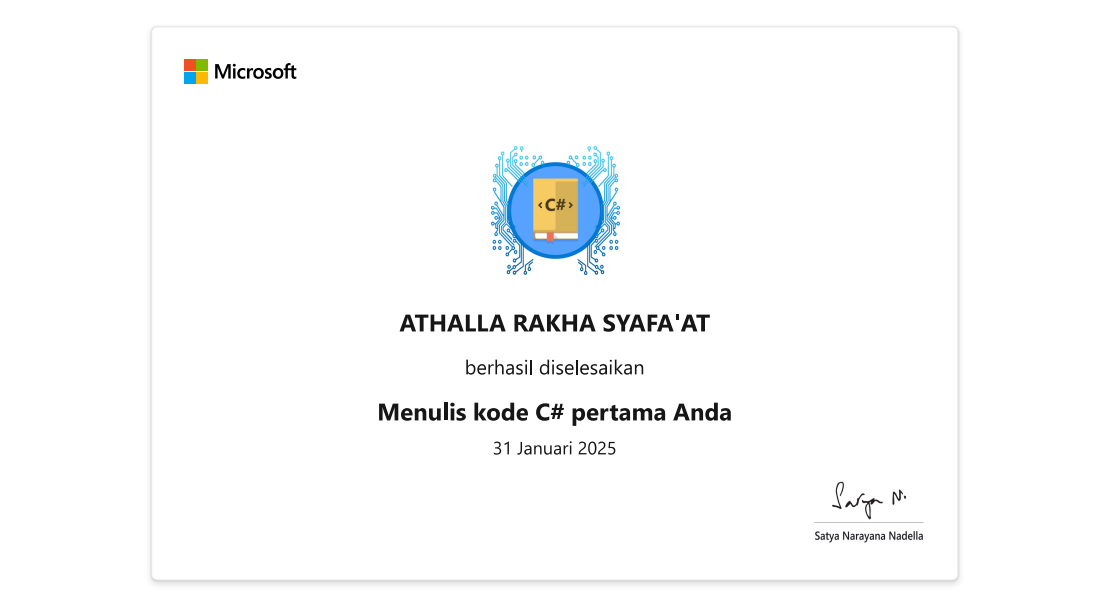 Microsoft
‹C#›
ATHALLA RAKHA SYAFA'AT
berhasil diselesaikan
Menulis kode C# pertama Anda
31 Januari 2025
Satya N.
Satya Narayana Nadella